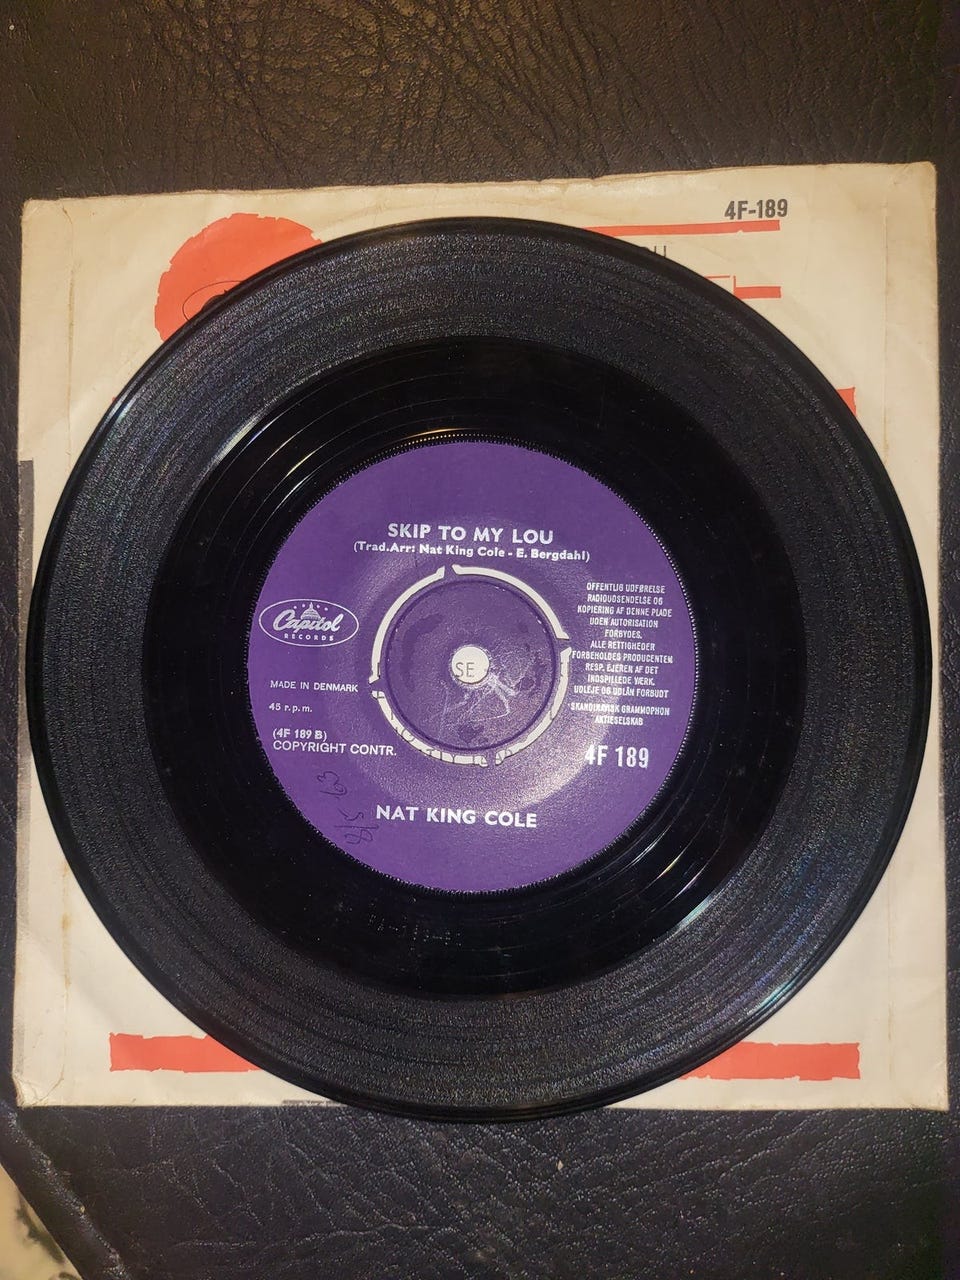 4F-189
SKIP TO MY LOU
(Trad.Arr: Nat King Cole - E. Bergdahl)
Capitol
RECORDS
OFFENTLIG UDFØRELSE
RADIOUDSENDELSE OG
KOPIERING AF DENNE PLADE
UDEN AUTORISATION
FORBYDES.
ALLE RETTIGHEDER
FORBEHOLDES PRODUCENTEN
RESP. EJEREN AF DET
INDSPILLEDE VÆRK.
UDLEJE OG UDLÅN FORBUDT
SKANDINAVISK GRAMMOPHON
AKTIESELSKAB
SE
MADE IN DENMARK
45 r.p.m.
(4F 189 B)
COPYRIGHT CONTR.
4F 189
NAT KING COLE